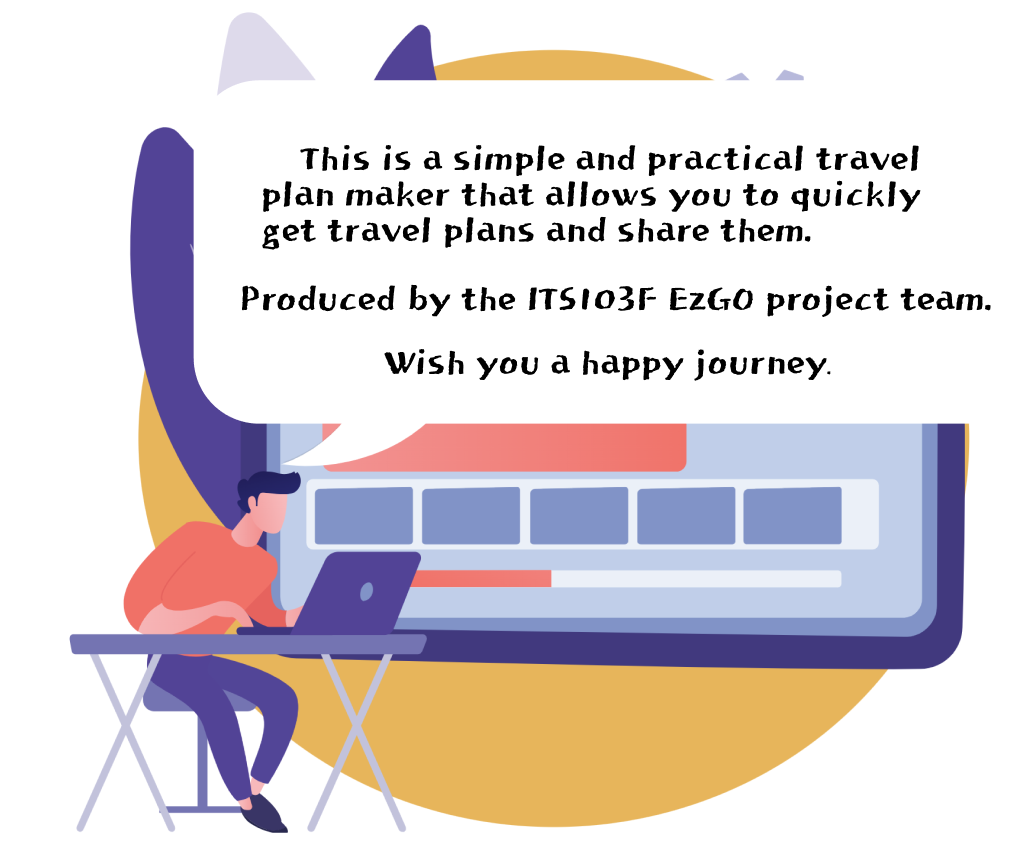 This is a simple and practical travel
plan maker that allows you to quickly
get travel plans and share them.
Produced by the ITS103F EzGO project team.
Wish you a happy journey.